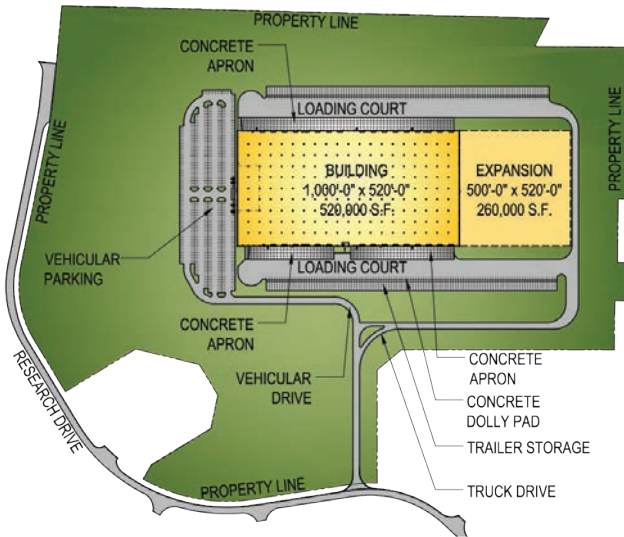 PROPERTY LINE
CONCRETE
APRON
LOADING COURT
PROPERTY LINE
PROPERTY LINE
BUILDING
1,000'-0" x 520'-0"
520,000 S.F.
EXPANSION
500'-0" x 520'-0"
260,000 S.F.
VEHICULAR
PARKING
LOADING COURT
CONCRETE
APRON
VEHICULAR
DRIVE
RESEARCH DRIVE
CONCRETE
APRON
CONCRETE
DOLLY PAD
TRAILER STORAGE
TRUCK DRIVE
PROPERTY LINE